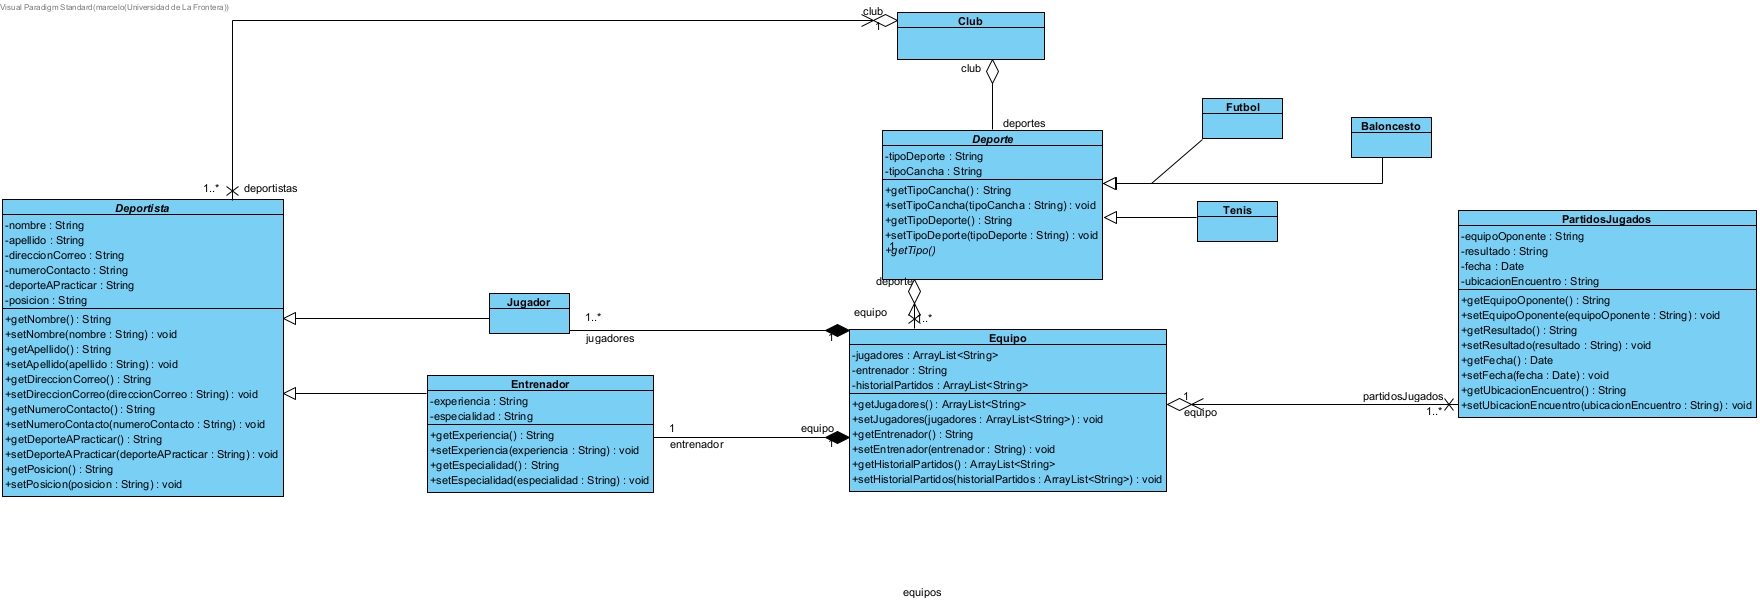 Visual Paradigm Standard(marcelo(Universidad de La Frontera))
club
1
Club
club
deportes
Deporte
-tipoDeporte : String
-tipoCancha : String
+getTipoCancha() : String
+setTipoCancha(tipoCancha : String) : void
+getTipoDeporte() : String
+setTipoDeporte(tipoDeporte : String) : void
1
+getTipo()
Futbol
Baloncesto
Tenis
1..*
deportistas
Deportista
-nombre : String
-apellido : String
-direccionCorreo : String
-numeroContacto : String
-deporteAPracticar : String
-posicion : String
+getNombre() : String
+setNombre(nombre : String) : void
+getApellido() : String
+setApellido(apellido : String) : void
+getDireccionCorreo() : String
+setDireccionCorreo(direccionCorreo : String) : void
+getNumeroContacto() : String
+setNumeroContacto(numeroContacto : String) : void
+getDeporteAPracticar() : String
+setDeporteAPracticar(deporteAPracticar : String) : void
+getPosicion() : String
+setPosicion(posicion : String) : void
Jugador
1..*
jugadores
1
Entrenador
-experiencia : String
-especialidad : String
+getExperiencia() : String
+setExperiencia(experiencia : String) : void
+getEspecialidad() : String
+setEspecialidad(especialidad : String) : void
1
entrenador
equipo
1
deporte
equipo
1..*
Equipo
-jugadores : ArrayList<String>
-entrenador : String
-historialPartidos : ArrayList<String>
+getJugadores() : ArrayList<String>
+setJugadores(jugadores : ArrayList<String>) : void
+getEntrenador() : String
+setEntrenador(entrenador : String) : void
+getHistorialPartidos() : ArrayList<String>
+setHistorialPartidos(historialPartidos : ArrayList<String>) : void
1
equipo
partidosJugados
1..*
PartidosJugados
-equipoOponente : String
-resultado : String
-fecha : Date
-ubicacionEncuentro : String
+getEquipoOponente() : String
+setEquipoOponente(equipoOponente : String) : void
+getResultado() : String
+setResultado(resultado : String) : void
+getFecha() : Date
+setFecha(fecha : Date) : void
+getUbicacionEncuentro() : String
+setUbicacionEncuentro(ubicacionEncuentro : String) : void
equipos